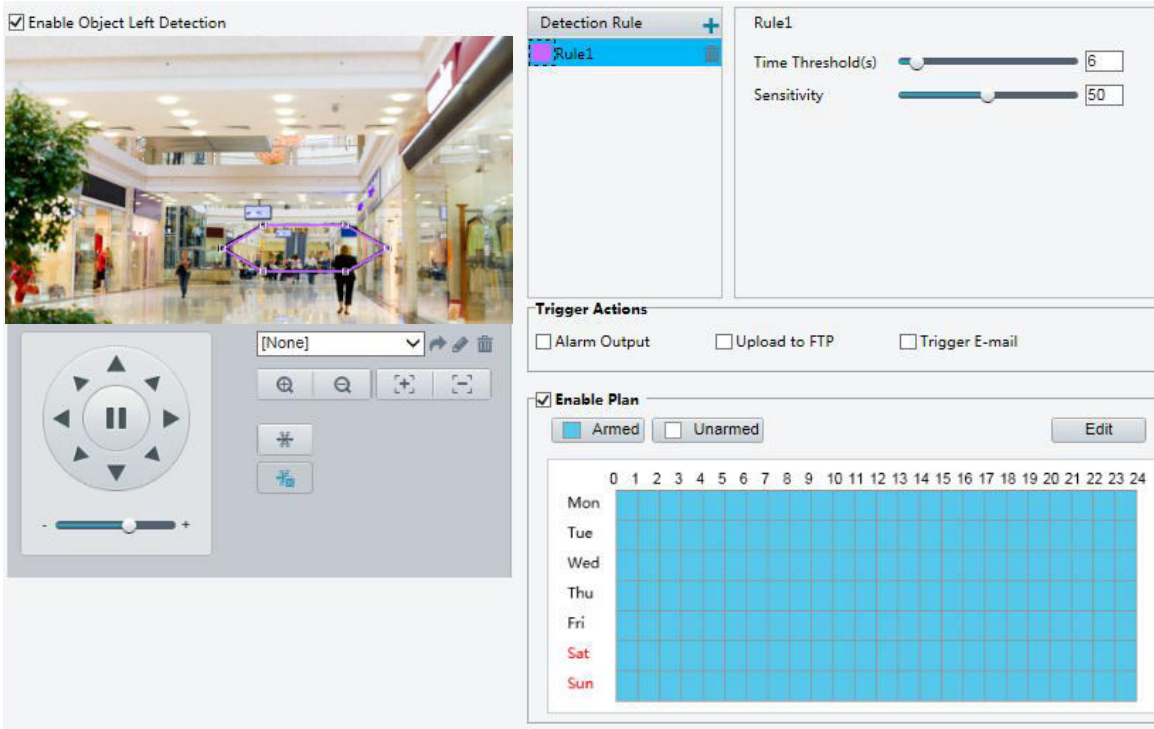 Enable Object Left Detection
[None]
- +
Detection Rule
Rule1
Rule1
Time Threshold(s) 6
Sensitivity 50
Trigger Actions
Alarm Output Upload to FTP Trigger E-mail
Enable Plan
Armed Unarmed Edit
0 1 2 3 4 5 6 7 8 9 10 11 12 13 14 15 16 17 18 19 20 21 22 23 24
Mon
Tue
Wed
Thu
Fri
Sat
Sun